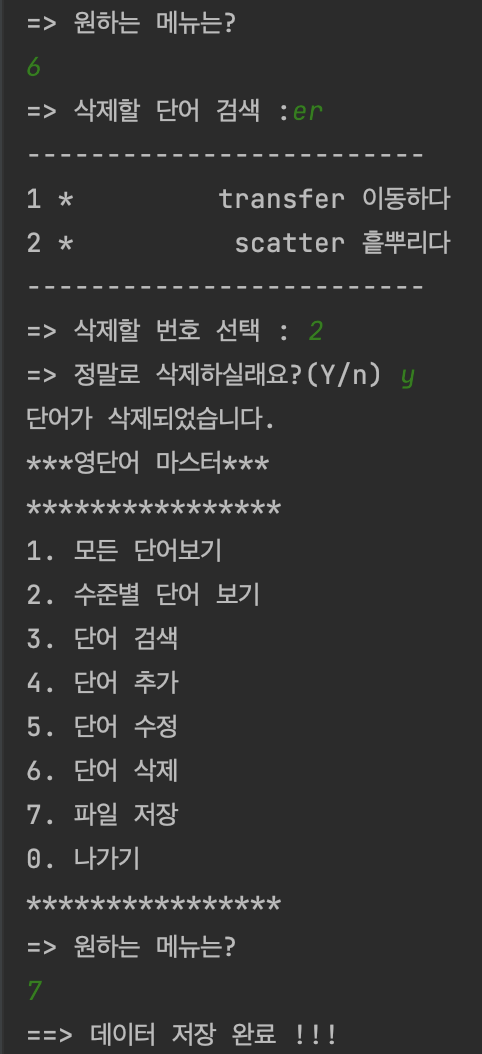 => 원하는 메뉴는?
6
=> 삭제할 단어 검색 :er
-------------------------
1 *         transfer 이동하다
2 *          scatter 흩뿌리다
-------------------------
=> 삭제할 번호 선택 : 2
=> 정말로 삭제하실래요?(Y/n) y
단어가 삭제되었습니다.
***영단어 마스터***
****************
1. 모든 단어보기
2. 수준별 단어 보기
3. 단어 검색
4. 단어 추가
5. 단어 수정
6. 단어 삭제
7. 파일 저장
0. 나가기
****************
=> 원하는 메뉴는?
7
==> 데이터 저장 완료 !!!